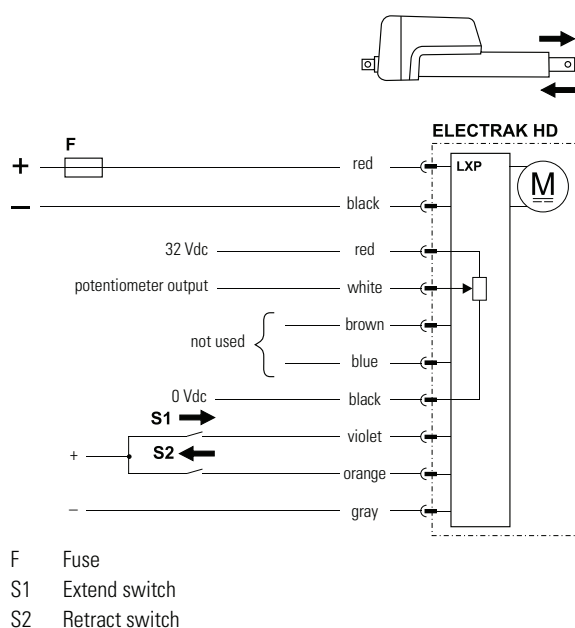 ELECTRAK HD
F
+ red LXP
M
– black
32 Vdc red
potentiometer output white
brown
not used
blue
0 Vdc black
S1
violet
+ S2
orange
– gray
F Fuse
S1 Extend switch
S2 Retract switch